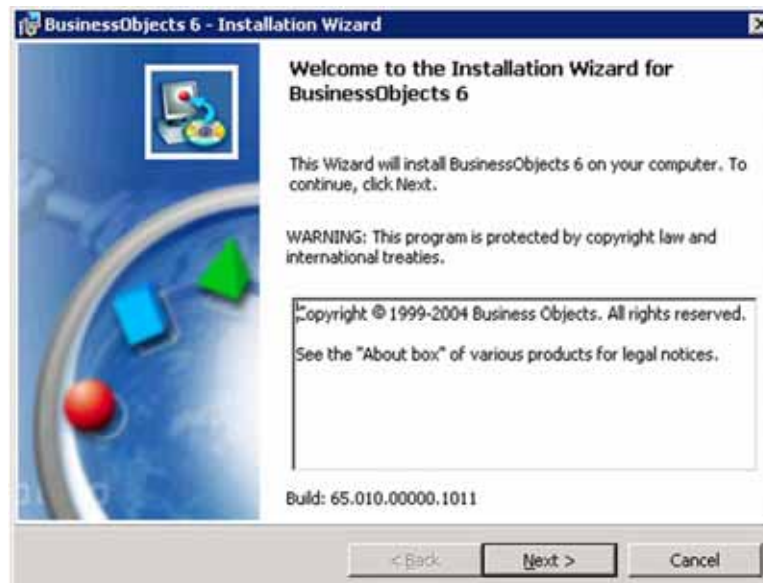 BusinessObjects 6 - Installation Wizard
Welcome to the Installation Wizard for
BusinessObjects 6
This Wizard will install BusinessObjects 6 on your computer. To
continue, click Next.
WARNING: This program is protected by copyright law and
international treaties.
Copyright © 1999-2004 Business Objects. All rights reserved.
See the "About box" of various products for legal notices.
Build: 65.010.00000.1011
< Back
Next >
Cancel